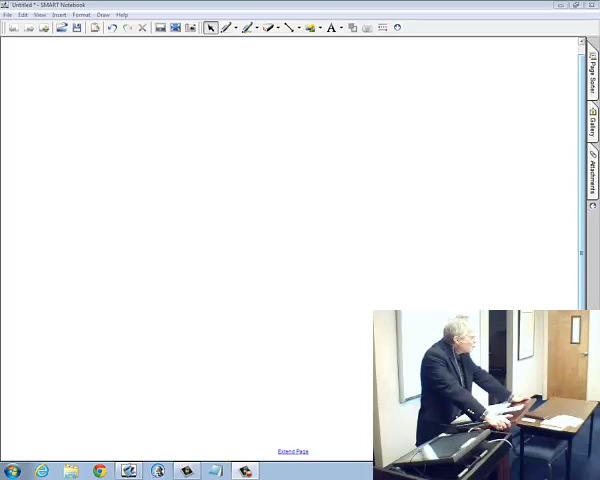 Untitled * - SMART Notebook
File Edit View Insert Format Draw Help
A
Page Sorter
Gallery
Attachments
Extend Page